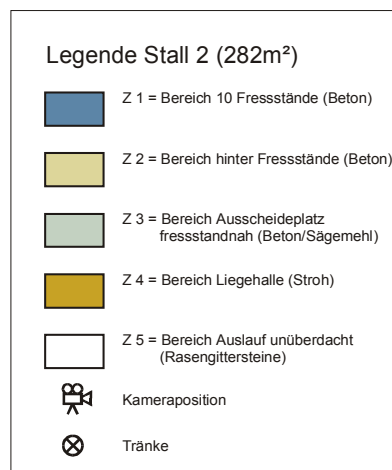 Legende Stall 2 (282m²)
Z 1 = Bereich 10 Fressstände (Beton)
Z 2 = Bereich hinter Fressstände (Beton)
Z 3 = Bereich Ausscheideplatz
fressstandnah (Beton/Sägemehl)
Z 4 = Bereich Liegehalle (Stroh)
Z 5 = Bereich Auslauf unüberdacht
(Rasengittersteine)
Kameraposition
Tränke